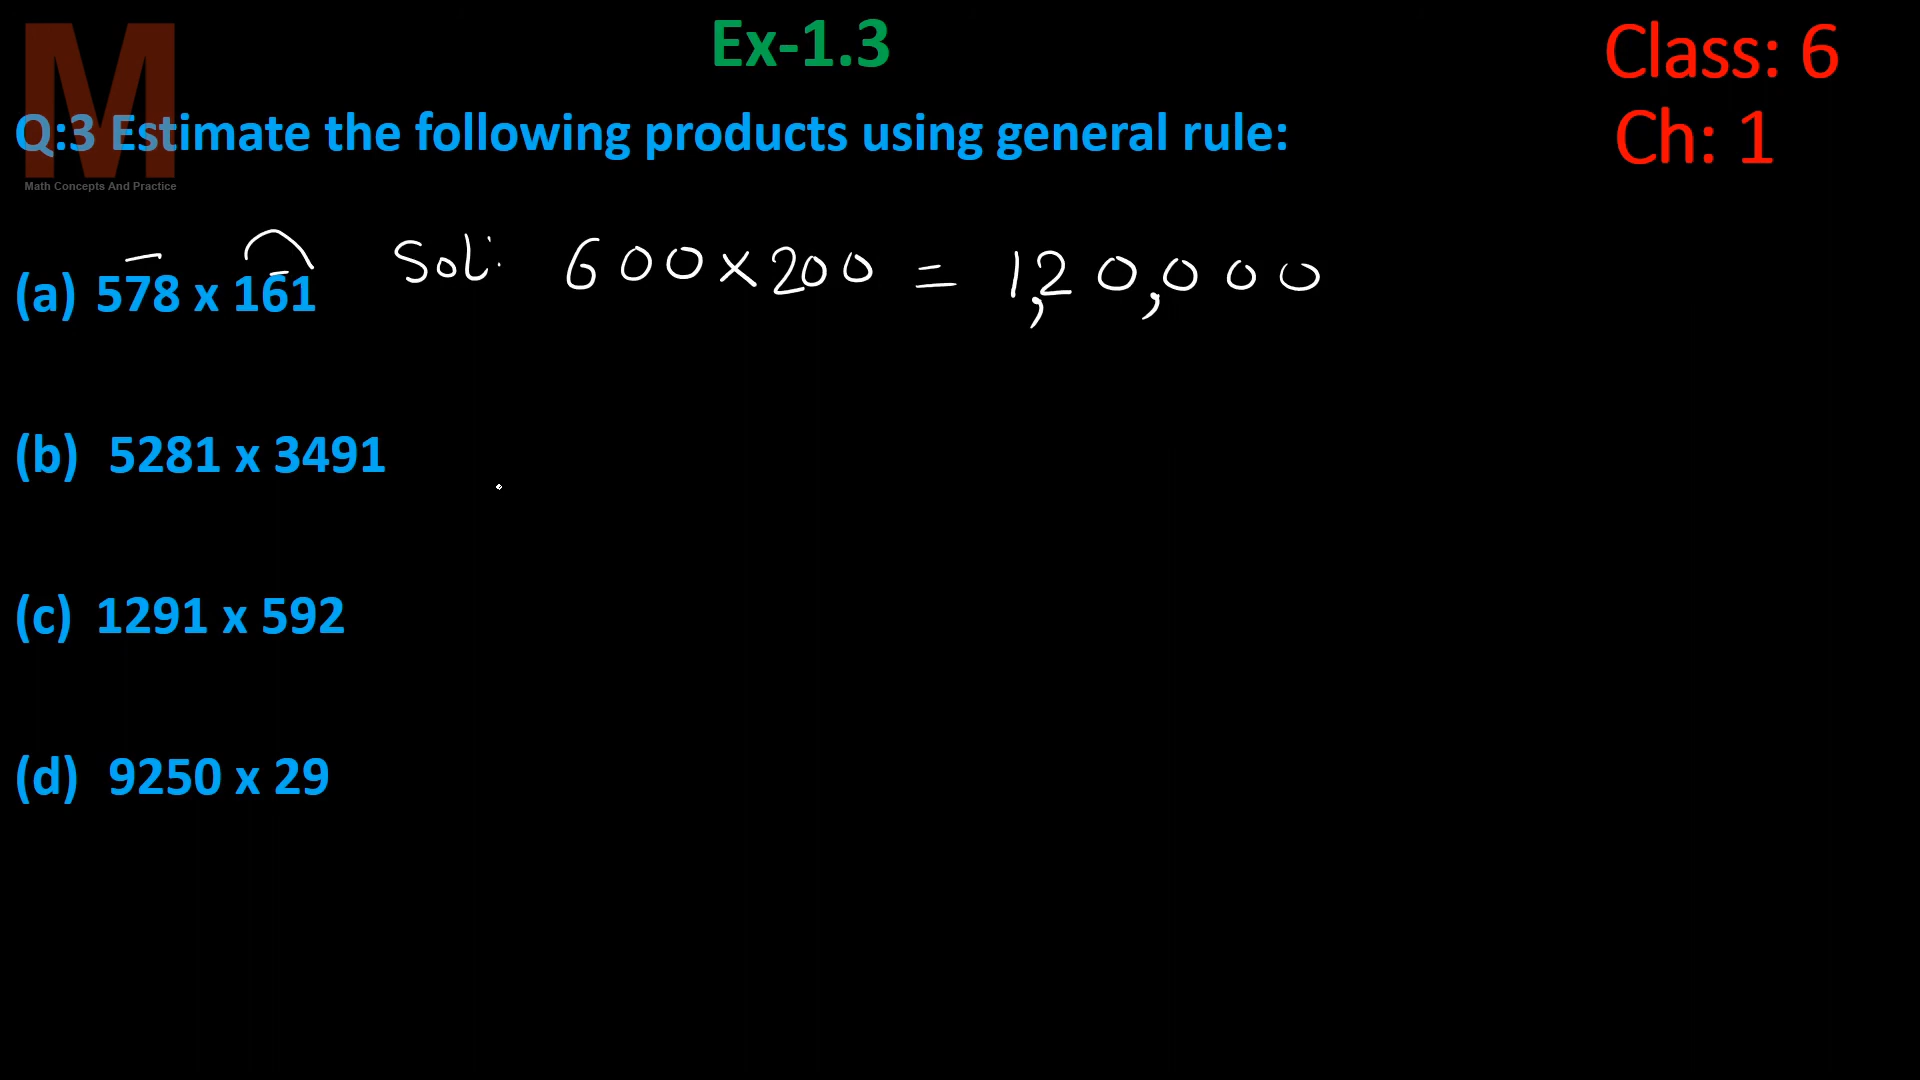 Ex-1.3
Class: 6
Ch: 1
Q:3 Estimate the following products using general rule:
Math Concepts And Practice
(a) 578 x 161 Sol: 600 x 200 = 1,20,000
(b) 5281 x 3491
(c) 1291 x 592
(d) 9250 x 29